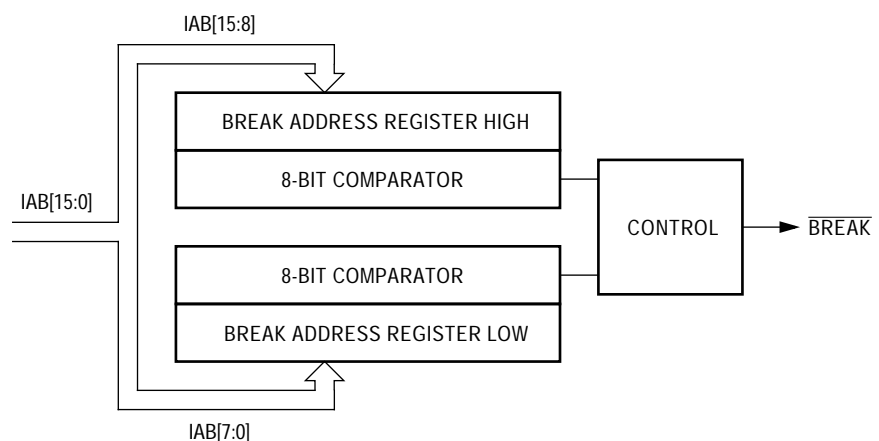 IAB[15:8]
BREAK ADDRESS REGISTER HIGH
8-BIT COMPARATOR
IAB[15:0]
CONTROL
BREAK
8-BIT COMPARATOR
BREAK ADDRESS REGISTER LOW
IAB[7:0]